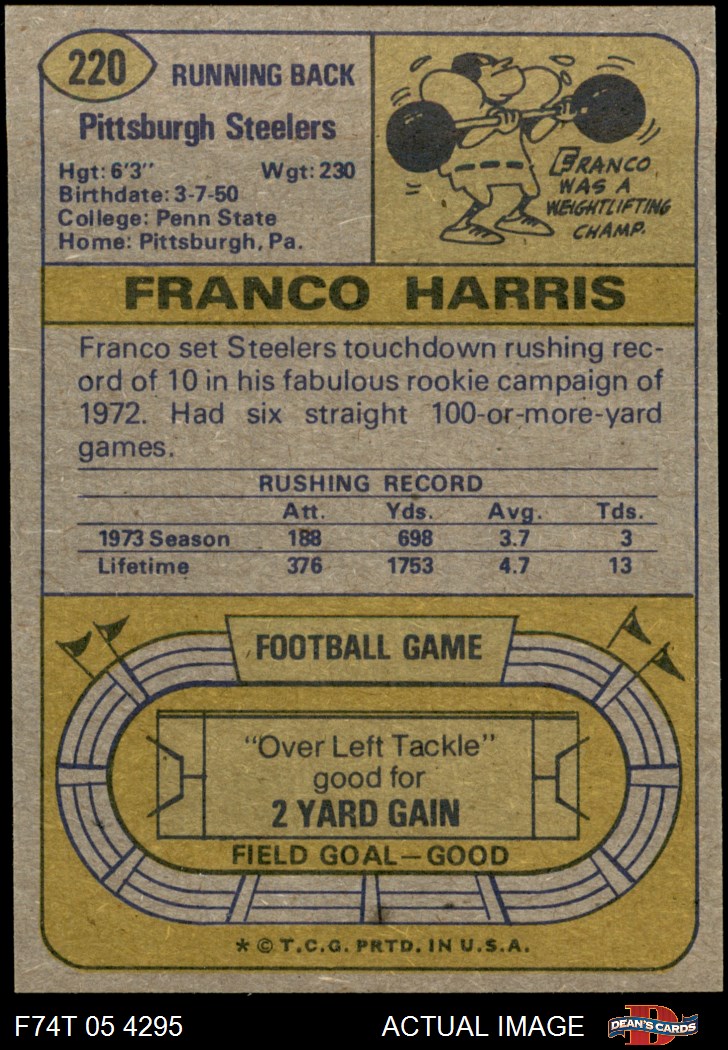 220
RUNNING BACK
Pittsburgh Steelers
Hgt: 6'3" Wgt: 230
Birthdate: 3-7-50
College: Penn State
Home: Pittsburgh, Pa.
FRANCO
WAS A
WEIGHTLIFTING
CHAMP.
FRANCO HARRIS
Franco set Steelers touchdown rushing rec-
ord of 10 in his fabulous rookie campaign of
1972. Had six straight 100-or-more-yard
games.
RUSHING RECORD
Att. Yds. Avg. Tds.
1973 Season 188 698 3.7 3
Lifetime 376 1753 4.7 13
FOOTBALL GAME
"Over Left Tackle"
good for
2 YARD GAIN
FIELD GOAL—GOOD
* © T.C.G. PRTD. IN U.S.A.
F74T 05 4295 ACTUAL IMAGE D DEAN'S CARDS